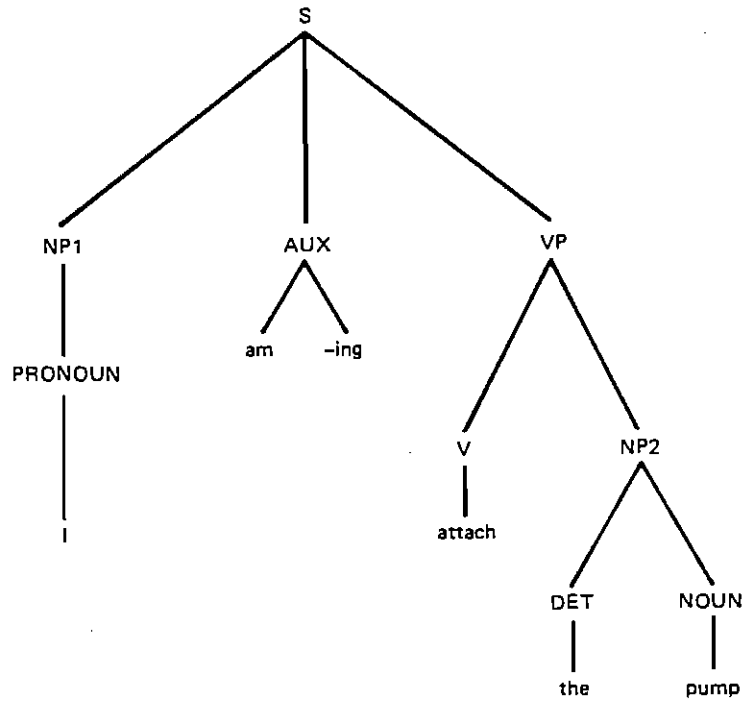 S
NP1 AUX VP
am -ing
PRONOUN
V NP2
I attach
DET NOUN
the pump